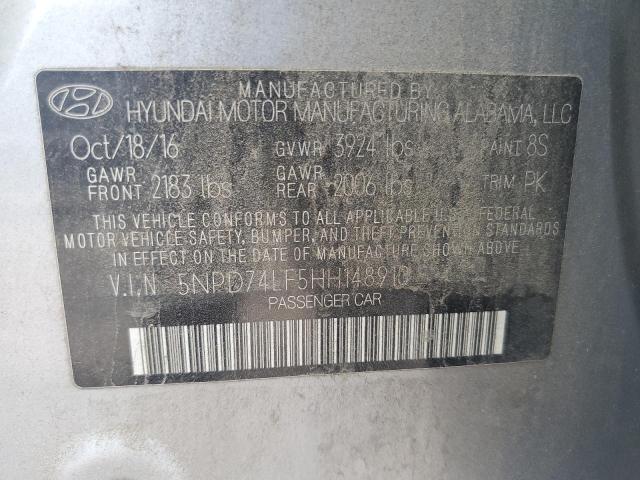 MANUFACTURED BY
HYUNDAI MOTOR MANUFACTURING ALABAMA, LLC
Oct/18/16 GVWR 3924 lbs PAINT 8S
GAWR FRONT 2183 lbs GAWR REAR 2006 lbs TRIM PK
THIS VEHICLE CONFORMS TO ALL APPLICABLE U.S. FEDERAL
MOTOR VEHICLE SAFETY, BUMPER, AND THEFT PREVENTION STANDARDS
IN EFFECT ON THE DATE OF MANUFACTURE SHOWN ABOVE
V.I.N 5NPD74LF5HH148910
PASSENGER CAR